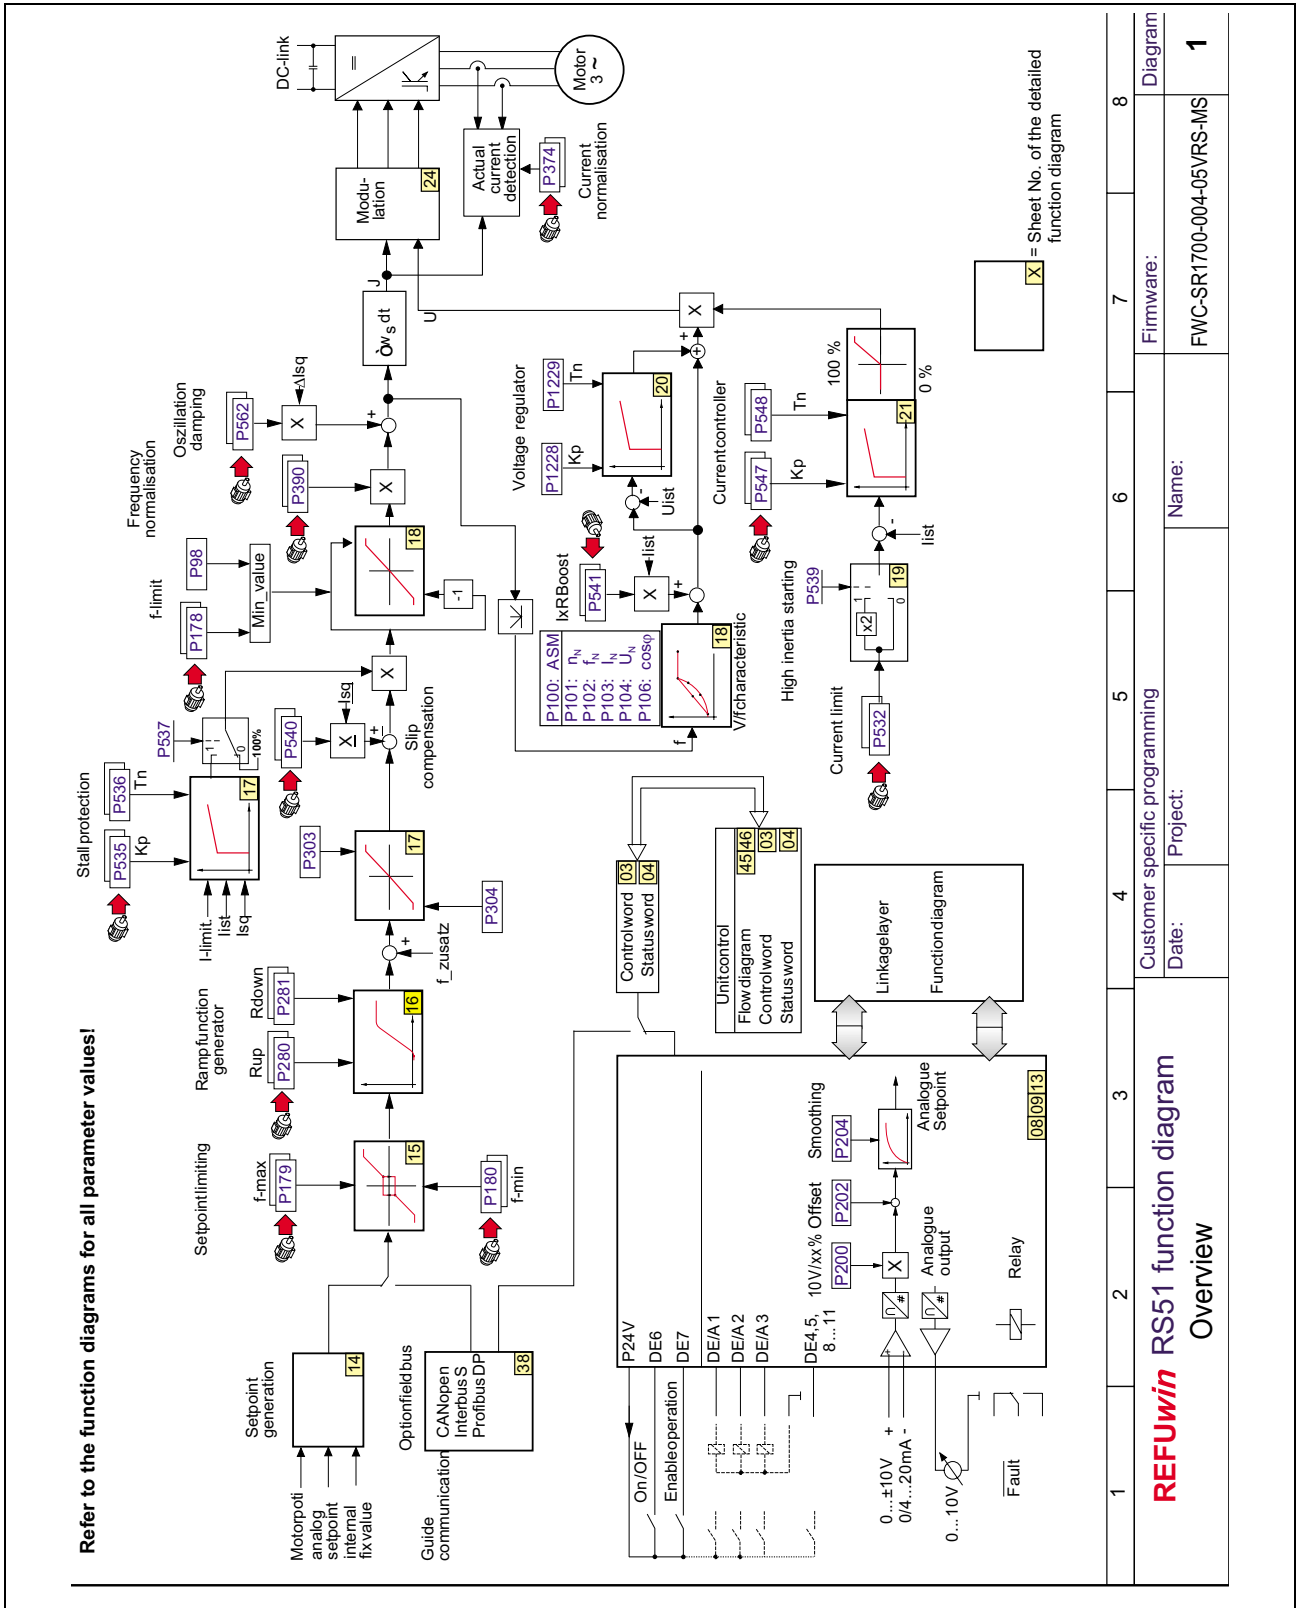 Refer to the function diagrams for all parameter values!
DC-link
=
Motor
3 ~
Modu-
lation
24
Actual
current
detection
P374
Current
normalisation
J
U
òw s dt
Oszillation
damping
P562
X
ΔIsq
+
Frequency
normalisation
P390
X
f-limit
P178
P98
Min_value
18
-1
X
P537
1
0
100%
Stallprotection
P535
Kp
P536
Tn
17
I-limit.
Iist
Isq
P540
X
Isq
+
-
Slip
compensation
P303
17
P304
+
f_zusatz
Rampfunction
generator
Rup
P280
Rdown
P281
16
Setpointlimiting
f-max
P179
15
P180
f-min
Setpoint
generation
14
Motorpoti
analog
setpoint
internal
fixvalue
Optionfieldbus
CANopen
Interbus S
Profibus DP
38
Guide
communication
Voltage regulator
P1228
Kp
P1229
Tn
20
Uist
-
+
+
X
IxRBoost
P541
X
Iist
+
P100: ASM
P101: nN
P102: fN
P103: IN
P104: UN
P106: cosφ
f
18
V/fcharacteristic
Currentcontroller
P547
Kp
P548
Tn
21
100 %
0 %
-
Iist
High inertia starting
P539
1
x2
0
19
Current limit
P532
Controlword
03
Statusword
04
Unitcontrol
Flowdiagram
45 46
Controlword
03
Statusword
04
Linkagelayer
Functiondiagram
P24V
DE6
DE7
DE/A1
DE/A2
DE/A3
DE4,5,
8...11
On/OFF
Enableoperation
10V/xx% Offset
Smoothing
P200
P202
P204
X
Analogue
Setpoint
Analogue
output
Relay
08 09 13
0...±10V +
0/4...20mA -
0...10V
Fault
X
= Sheet No. of the detailed
function diagram
1 2 3 4 5 6 7 8
REFUwin RS51 function diagram
Overview
Customer specific programming
Date:
Project:
Name:
Firmware:
FWC-SR1700-004-05VRS-MS
Diagram
1